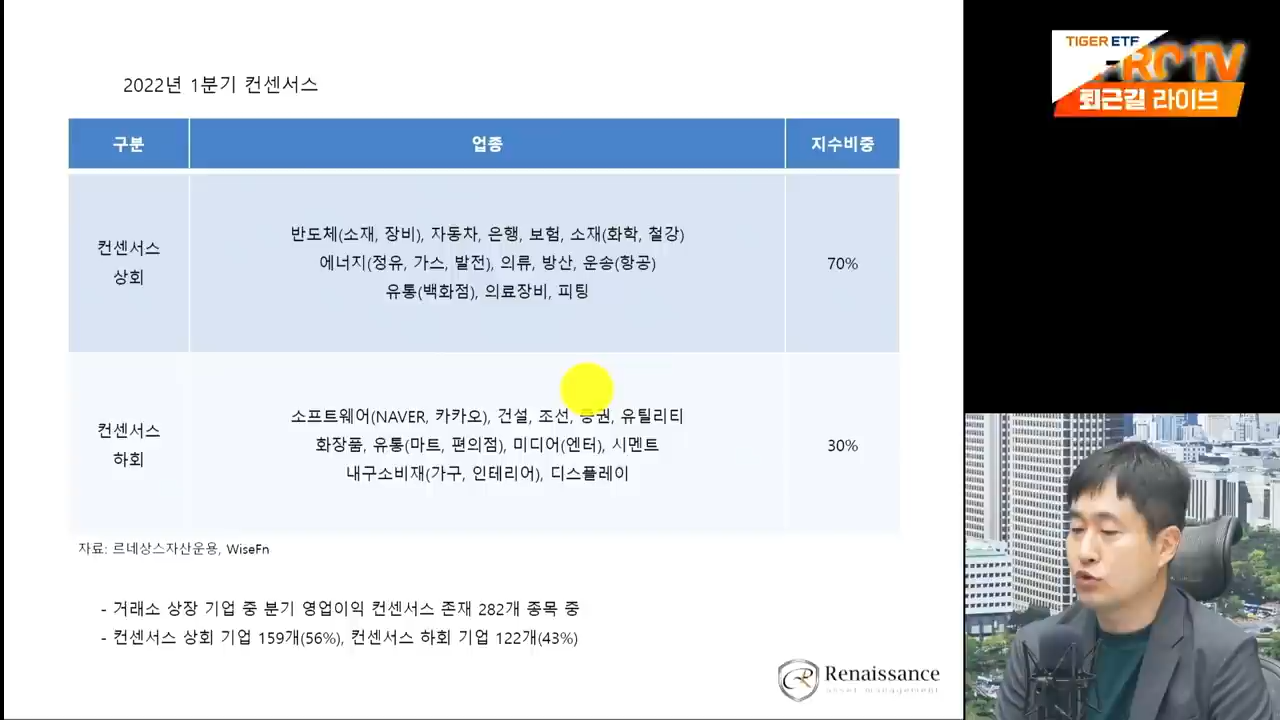 2022년 1분기 컨센서스
구분 업종 지수비중
컨센서스
상회
반도체(소재, 장비), 자동차, 은행, 보험, 소재(화학, 철강)
에너지(정유, 가스, 발전), 의류, 방산, 운송(항공)
유통(백화점), 의료장비, 피팅
70%
컨센서스
하회
소프트웨어(NAVER, 카카오), 건설, 조선, 증권, 유틸리티
화장품, 유통(마트, 편의점), 미디어(엔터), 시멘트
내구소비재(가구, 인테리어), 디스플레이
30%
자료: 르네상스자산운용, WiseFn
- 거래소 상장 기업 중 분기 영업이익 컨센서스 존재 282개 종목 중
- 컨센서스 상회 기업 159개(56%), 컨센서스 하회 기업 122개(43%)
Renaissance
asset management
TIGER ETF
PRO TV
퇴근길 라이브